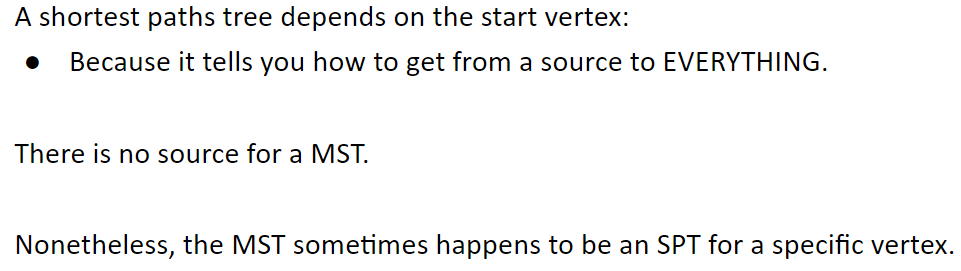 A shortest paths tree depends on the start vertex:
● Because it tells you how to get from a source to EVERYTHING.
There is no source for a MST.
Nonetheless, the MST sometimes happens to be an SPT for a specific vertex.